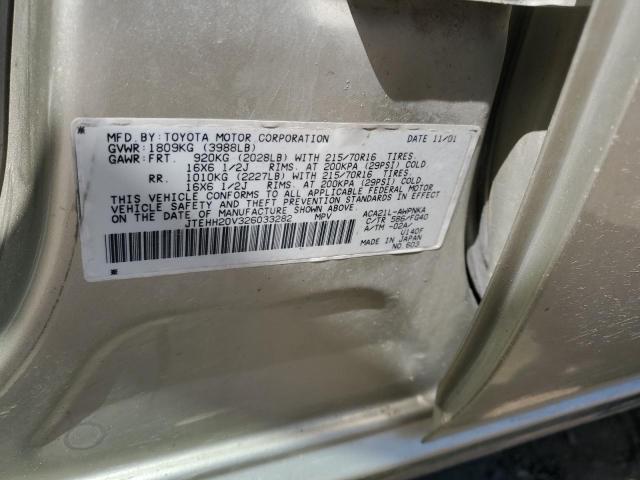 MFD. BY: TOYOTA MOTOR CORPORATION DATE 11/01
GVWR: 1809KG (3988LB)
GAWR: FRT. 920KG (2028LB) WITH 215/70R16 TIRES
16X6 1/2J RIMS. AT 200KPA (29PSI) COLD
RR. 1010KG (2227LB) WITH 215/70R16 TIRES
16X6 1/2J RIMS. AT 200KPA (29PSI) COLD
THIS VEHICLE CONFORMS TO ALL APPLICABLE FEDERAL MOTOR
VEHICLE SAFETY AND THEFT PREVENTION STANDARDS IN EFFECT
ON THE DATE OF MANUFACTURE SHOWN ABOVE.
JTEHH20V326033282 MPV
ACA21L-AWPNKA
C/TR 5B6/FG40
A/TM -02A/
U140F
MADE IN JAPAN
NO. 603